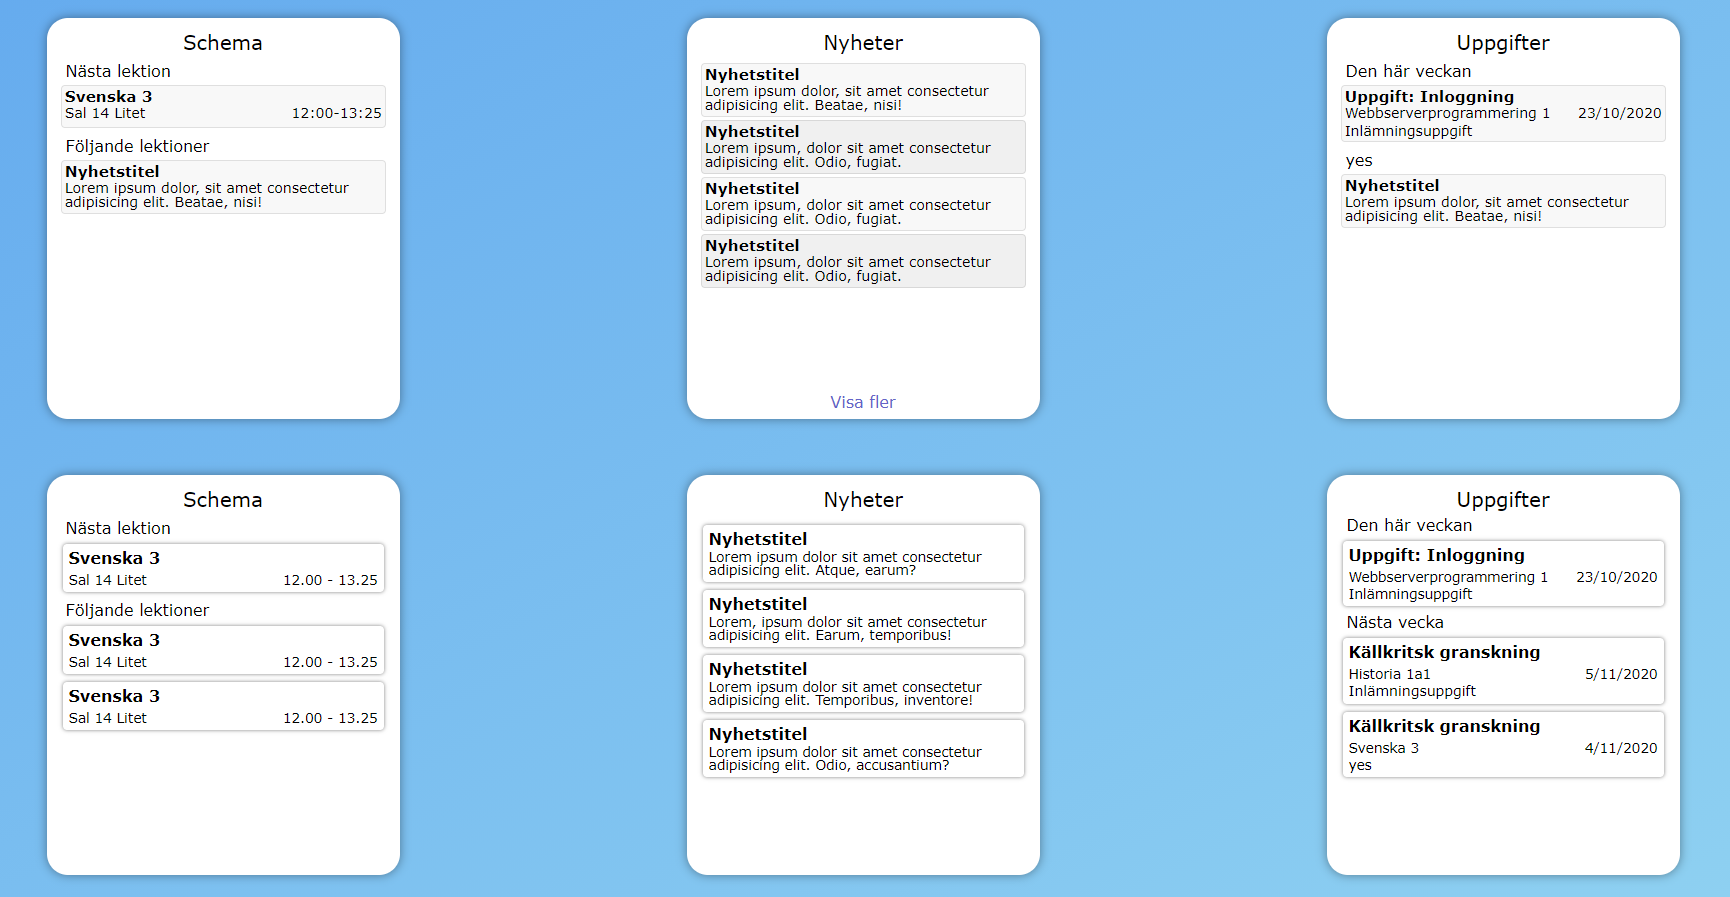 Schema
Nästa lektion
Svenska 3
Sal 14 Litet 12:00-13:25
Följande lektioner
Nyhetstitel
Lorem ipsum dolor, sit amet consectetur
adipisicing elit. Beatae, nisi!
Nyheter
Nyhetstitel
Lorem ipsum dolor, sit amet consectetur
adipisicing elit. Beatae, nisi!
Nyhetstitel
Lorem ipsum, dolor sit amet consectetur
adipisicing elit. Odio, fugiat.
Nyhetstitel
Lorem ipsum, dolor sit amet consectetur
adipisicing elit. Odio, fugiat.
Nyhetstitel
Lorem ipsum, dolor sit amet consectetur
adipisicing elit. Odio, fugiat.
Visa fler
Uppgifter
Den här veckan
Uppgift: Inloggning
Webbserverprogrammering 1 23/10/2020
Inlämningsuppgift
yes
Nyhetstitel
Lorem ipsum dolor, sit amet consectetur
adipisicing elit. Beatae, nisi!
Schema
Nästa lektion
Svenska 3
Sal 14 Litet 12.00 - 13.25
Följande lektioner
Svenska 3
Sal 14 Litet 12.00 - 13.25
Svenska 3
Sal 14 Litet 12.00 - 13.25
Nyheter
Nyhetstitel
Lorem ipsum dolor sit amet consectetur
adipisicing elit. Atque, earum?
Nyhetstitel
Lorem, ipsum dolor sit amet consectetur
adipisicing elit. Earum, temporibus!
Nyhetstitel
Lorem ipsum dolor sit amet consectetur
adipisicing elit. Temporibus, inventore!
Nyhetstitel
Lorem ipsum dolor sit amet consectetur
adipisicing elit. Odio, accusantium?
Uppgifter
Den här veckan
Uppgift: Inloggning
Webbserverprogrammering 1 23/10/2020
Inlämningsuppgift
Nästa vecka
Källkritsk granskning
Historia 1a1 5/11/2020
Inlämningsuppgift
Källkritsk granskning
Svenska 3 4/11/2020
yes